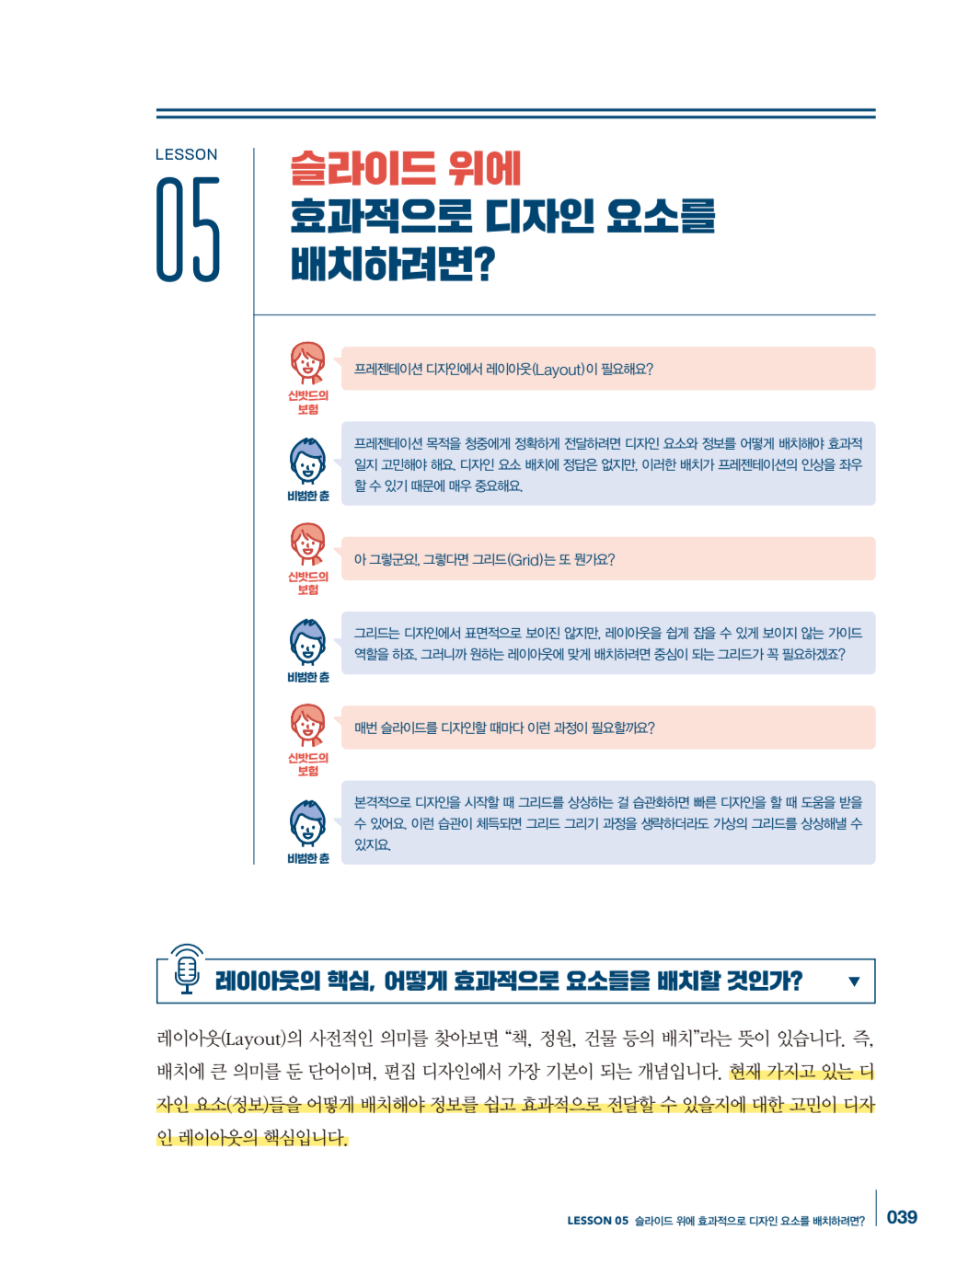 LESSON
05
슬라이드 위에
효과적으로 디자인 요소를
배치하려면?
신밧드의
보험
프레젠테이션 디자인에서 레이아웃(Layout)이 필요해요?
비범한 츈
프레젠테이션 목적을 청중에게 정확하게 전달하려면 디자인 요소와 정보를 어떻게 배치해야 효과적
일지 고민해야 해요. 디자인 요소 배치에 정답은 없지만, 이러한 배치가 프레젠테이션의 인상을 좌우
할 수 있기 때문에 매우 중요해요.
신밧드의
보험
아 그렇군요!, 그렇다면 그리드(Grid)는 또 뭔가요?
비범한 츈
그리드는 디자인에서 표면적으로 보이진 않지만, 레이아웃을 쉽게 잡을 수 있게 보이지 않는 가이드
역할을 하죠. 그러니까 원하는 레이아웃에 맞게 배치하려면 중심이 되는 그리드가 꼭 필요하겠죠?
신밧드의
보험
매번 슬라이드를 디자인할 때마다 이런 과정이 필요할까요?
비범한 츈
본격적으로 디자인을 시작할 때 그리드를 상상하는 걸 습관화하면 빠른 디자인을 할 때 도움을 받을
수 있어요. 이런 습관이 체득되면 그리드 그리기 과정을 생략하더라도 가상의 그리드를 상상해낼 수
있지요.
레이아웃의 핵심, 어떻게 효과적으로 요소들을 배치할 것인가? ▼
레이아웃(Layout)의 사전적인 의미를 찾아보면 “책, 정원, 건물 등의 배치”라는 뜻이 있습니다. 즉,
배치에 큰 의미를 둔 단어이며, 편집 디자인에서 가장 기본이 되는 개념입니다. 현재 가지고 있는 디
자인 요소(정보)들을 어떻게 배치해야 정보를 쉽고 효과적으로 전달할 수 있을지에 대한 고민이 디자
인 레이아웃의 핵심입니다.
LESSON 05 슬라이드 위에 효과적으로 디자인 요소를 배치하려면? 039